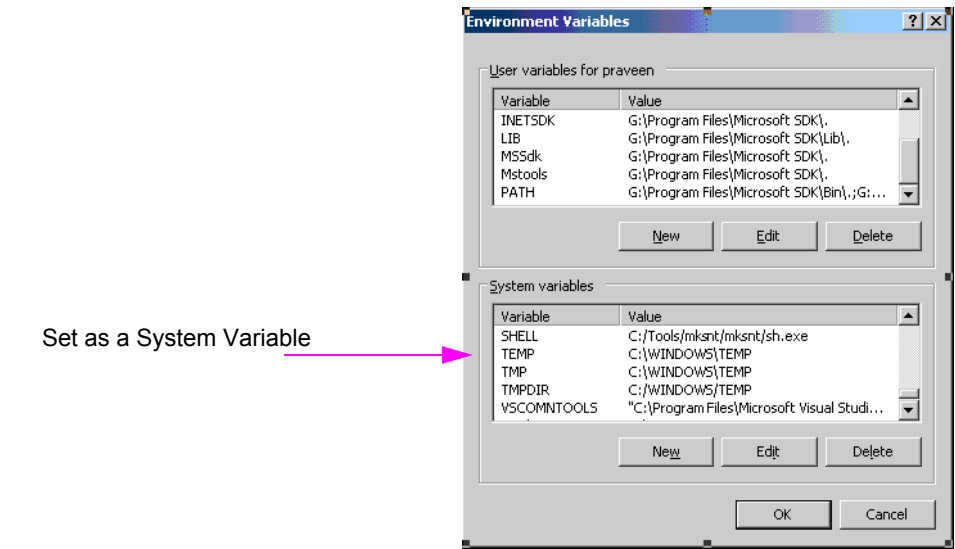 Environment Variables
User variables for praveen
Variable Value
INETSDK G:\Program Files\Microsoft SDK\.
LIB G:\Program Files\Microsoft SDK\Lib\.
MSSdk G:\Program Files\Microsoft SDK\.
Mstools G:\Program Files\Microsoft SDK\.
PATH G:\Program Files\Microsoft SDK\Bin\.;G:...
New Edit Delete
System variables
Variable Value
Set as a System Variable
SHELL C:/Tools/mksnt/mksnt/sh.exe
TEMP C:\WINDOWS\TEMP
TMP C:\WINDOWS\TEMP
TMPDIR C:/WINDOWS/TEMP
VSCOMNTOOLS "C:\Program Files\Microsoft Visual Studi...
New Edit Delete
OK Cancel